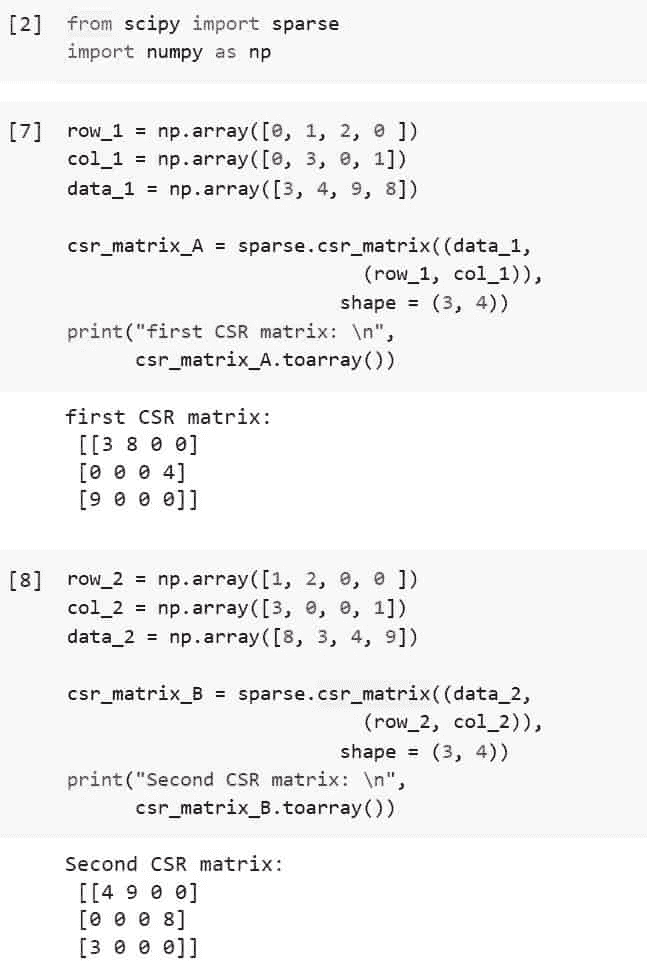 [2] from scipy import sparse
import numpy as np
[7] row_1 = np.array([0, 1, 2, 0 ])
col_1 = np.array([0, 3, 0, 1])
data_1 = np.array([3, 4, 9, 8])
csr_matrix_A = sparse.csr_matrix((data_1,
(row_1, col_1)),
shape = (3, 4))
print("first CSR matrix: \n",
csr_matrix_A.toarray())
first CSR matrix:
[[3 8 0 0]
[0 0 0 4]
[9 0 0 0]]
[8] row_2 = np.array([1, 2, 0, 0 ])
col_2 = np.array([3, 0, 0, 1])
data_2 = np.array([8, 3, 4, 9])
csr_matrix_B = sparse.csr_matrix((data_2,
(row_2, col_2)),
shape = (3, 4))
print("Second CSR matrix: \n",
csr_matrix_B.toarray())
Second CSR matrix:
[[4 9 0 0]
[0 0 0 8]
[3 0 0 0]]